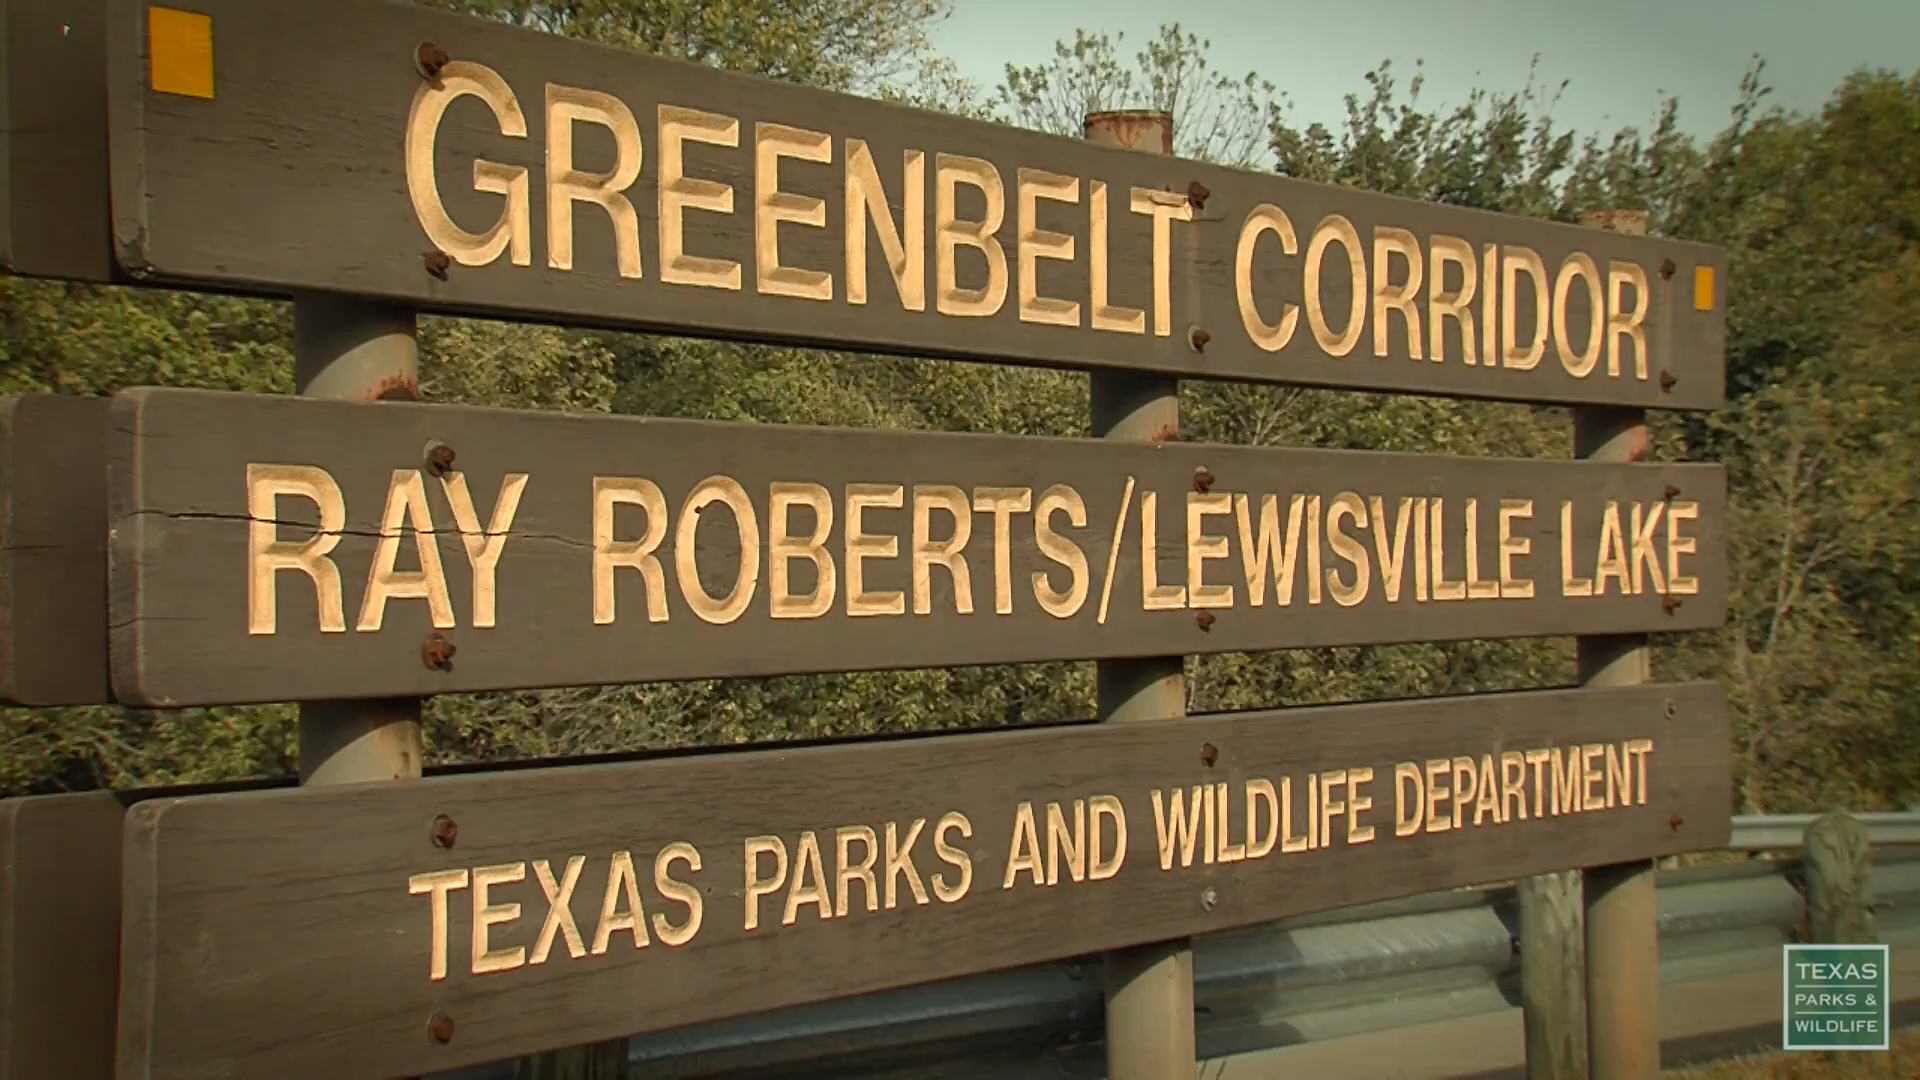 GREENBELT CORRIDOR
RAY ROBERTS/LEWISVILLE LAKE
TEXAS PARKS AND WILDLIFE DEPARTMENT
TEXAS
PARKS &
WILDLIFE